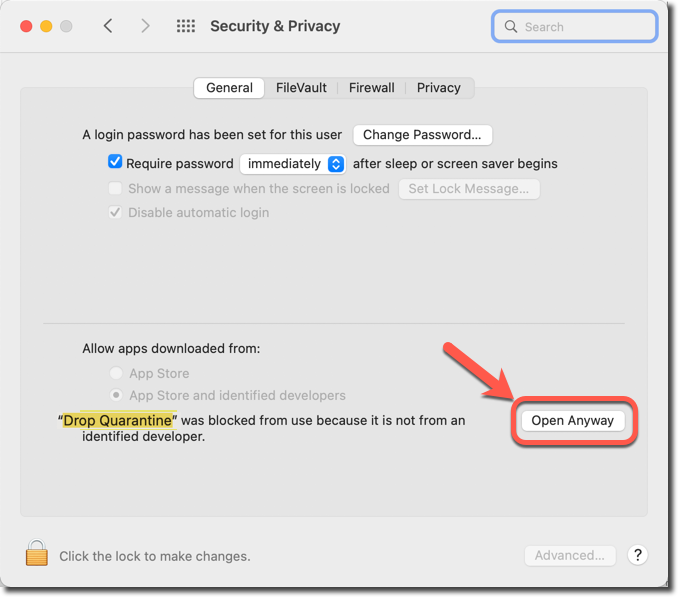 Security & Privacy
Search
General
FileVault
Firewall
Privacy
A login password has been set for this user
Change Password...
Require password immediately after sleep or screen saver begins
Show a message when the screen is locked
Set Lock Message...
Disable automatic login
Allow apps downloaded from:
App Store
App Store and identified developers
“Drop Quarantine” was blocked from use because it is not from an
identified developer.
Open Anyway
Click the lock to make changes.
Advanced...
?